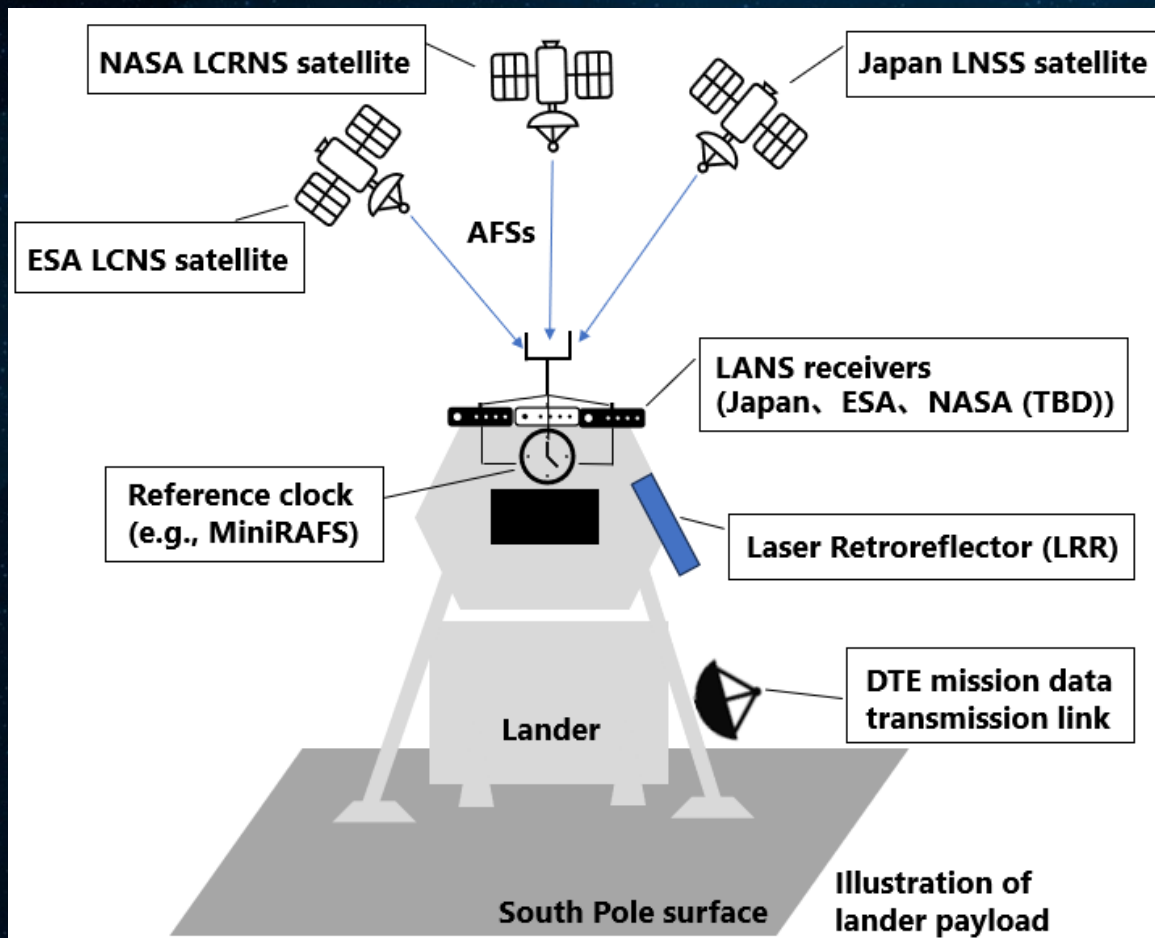 NASA LCRNS satellite
Japan LNSS satellite
ESA LCNS satellite
AFSs
LANS receivers
(Japan、ESA、NASA (TBD))
Reference clock
(e.g., MiniRAFS)
Laser Retroreflector (LRR)
DTE mission data
transmission link
Lander
South Pole surface
Illustration of
lander payload